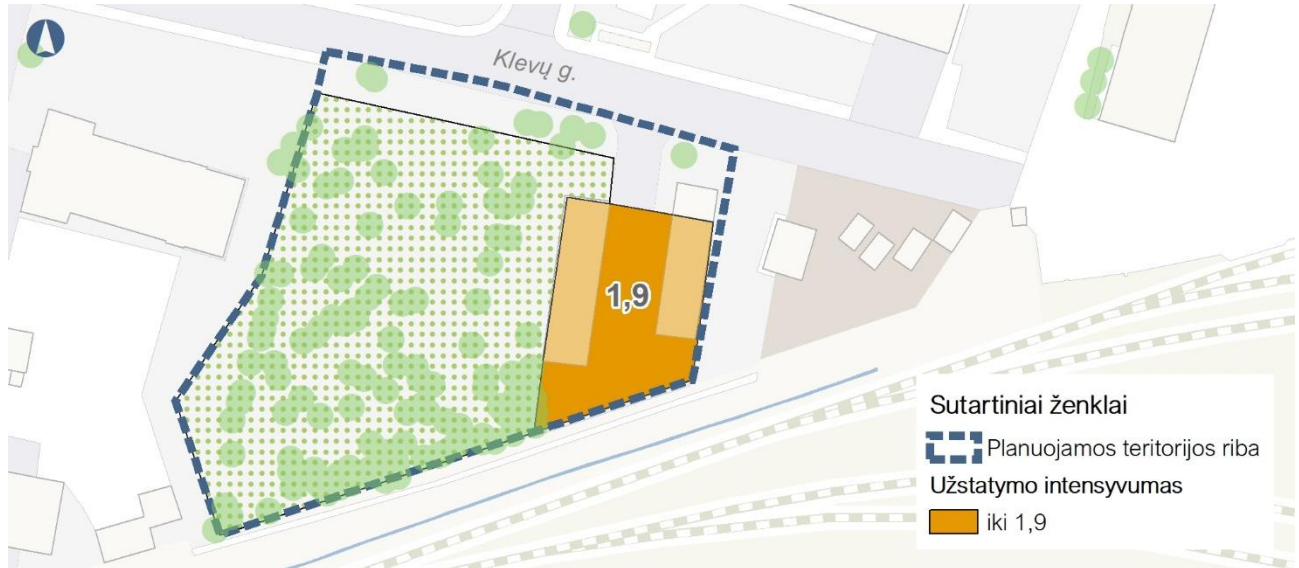 Klevų g.
1,9
Sutartiniai ženklai
Planuojamos teritorijos riba
Užstatymo intensyvumas
iki 1,9